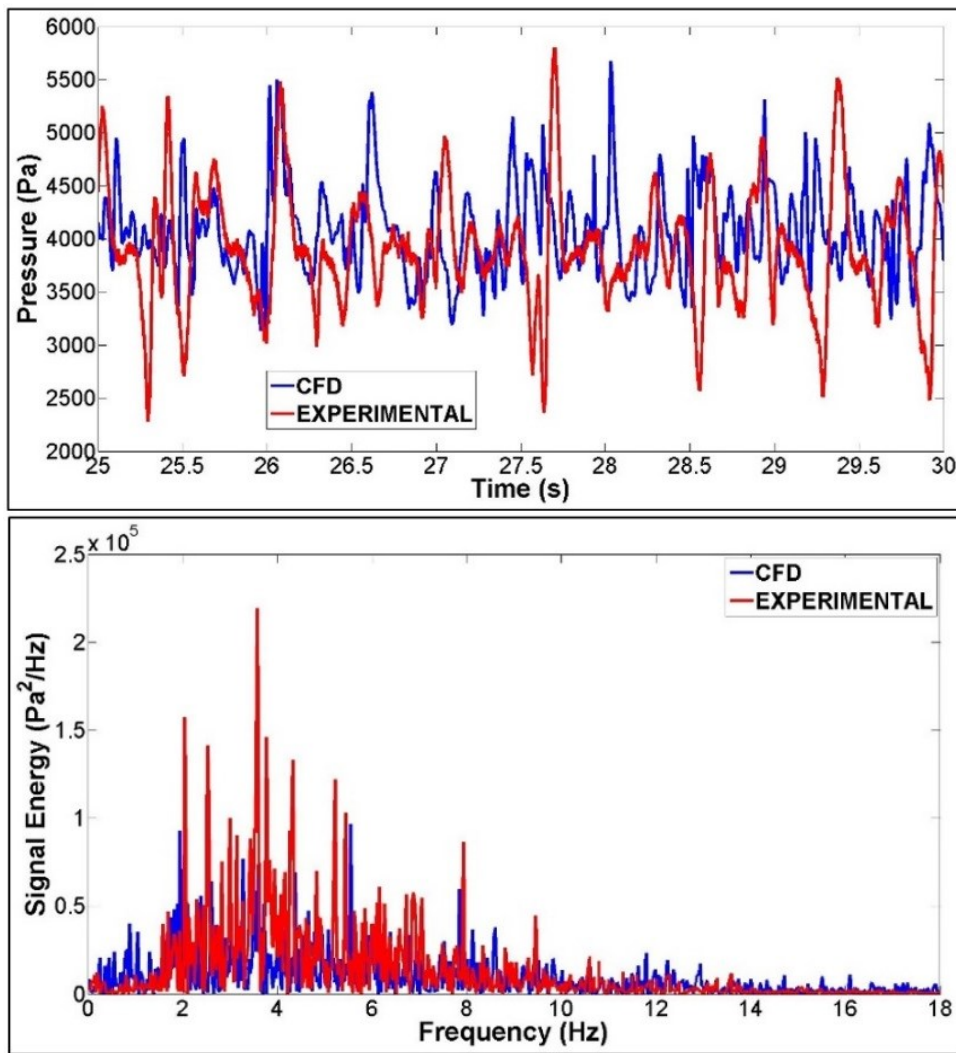 6000
5500
5000
4500
4000
3500
3000
2500
2000
Pressure (Pa)
CFD
EXPERIMENTAL
25 25.5 26 26.5 27 27.5 28 28.5 29 29.5 30
Time (s)
x 10^5
2.5
2
1.5
1
0.5
0
Signal Energy (Pa²/Hz)
CFD
EXPERIMENTAL
0 2 4 6 8 10 12 14 16 18
Frequency (Hz)